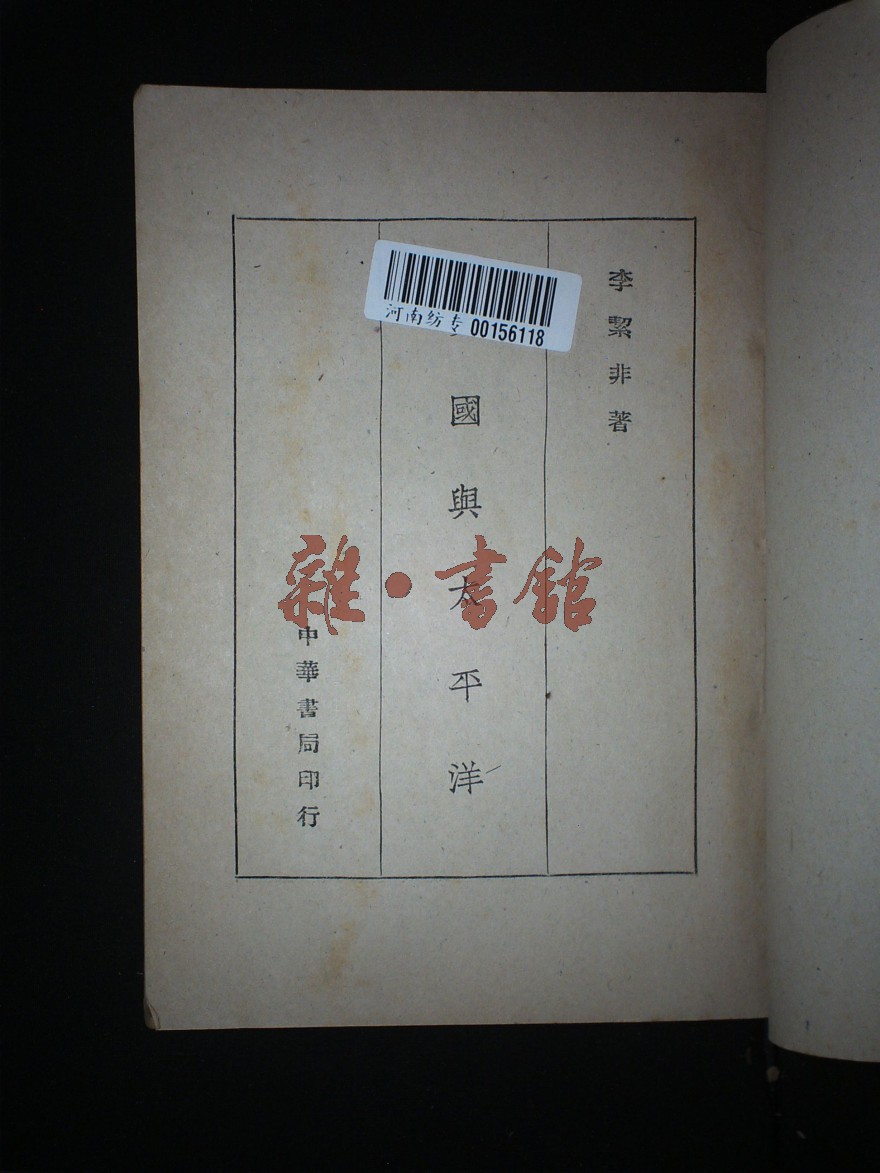 李絜非著
國與太平洋
中華書局印行
河南纺专 00156118
雜·書館